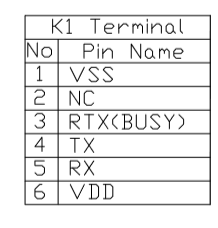 K1 Terminal
No Pin Name
1 VSS
2 NC
3 RTX(BUSY)
4 TX
5 RX
6 VDD